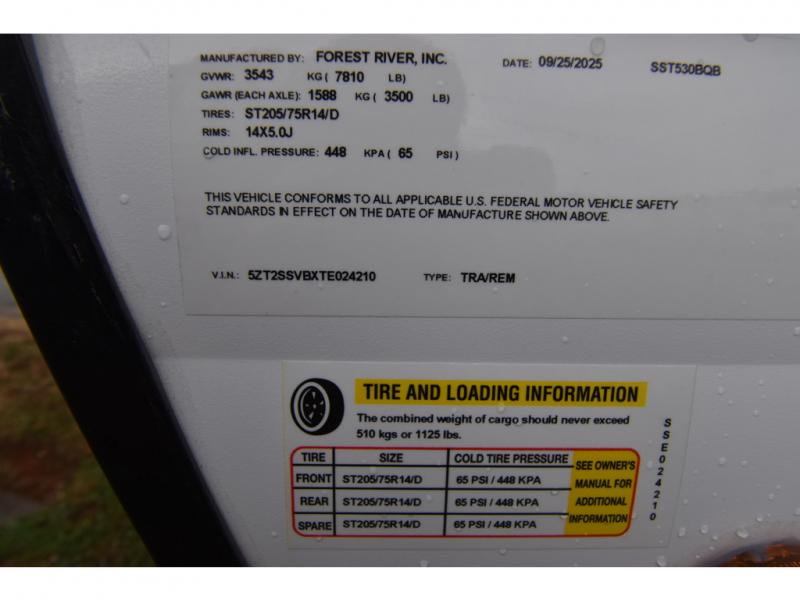 MANUFACTURED BY: FOREST RIVER, INC. DATE: 09/25/2025 SST530BQB
GVWR: 3543 KG ( 7810 LB)
GAWR (EACH AXLE): 1588 KG ( 3500 LB)
TIRES: ST205/75R14/D
RIMS: 14X5.0J
COLD INFL. PRESSURE: 448 KPA ( 65 PSI )
THIS VEHICLE CONFORMS TO ALL APPLICABLE U.S. FEDERAL MOTOR VEHICLE SAFETY
STANDARDS IN EFFECT ON THE DATE OF MANUFACTURE SHOWN ABOVE.
V.I.N.: 5ZT2SSVBXTE024210 TYPE: TRA/REM
TIRE AND LOADING INFORMATION
The combined weight of cargo should never exceed
510 kgs or 1125 lbs.
TIRE SIZE COLD TIRE PRESSURE
FRONT ST205/75R14/D 65 PSI / 448 KPA
REAR ST205/75R14/D 65 PSI / 448 KPA
SPARE ST205/75R14/D 65 PSI / 448 KPA
SEE OWNER'S
MANUAL FOR
ADDITIONAL
INFORMATION
SSE024210